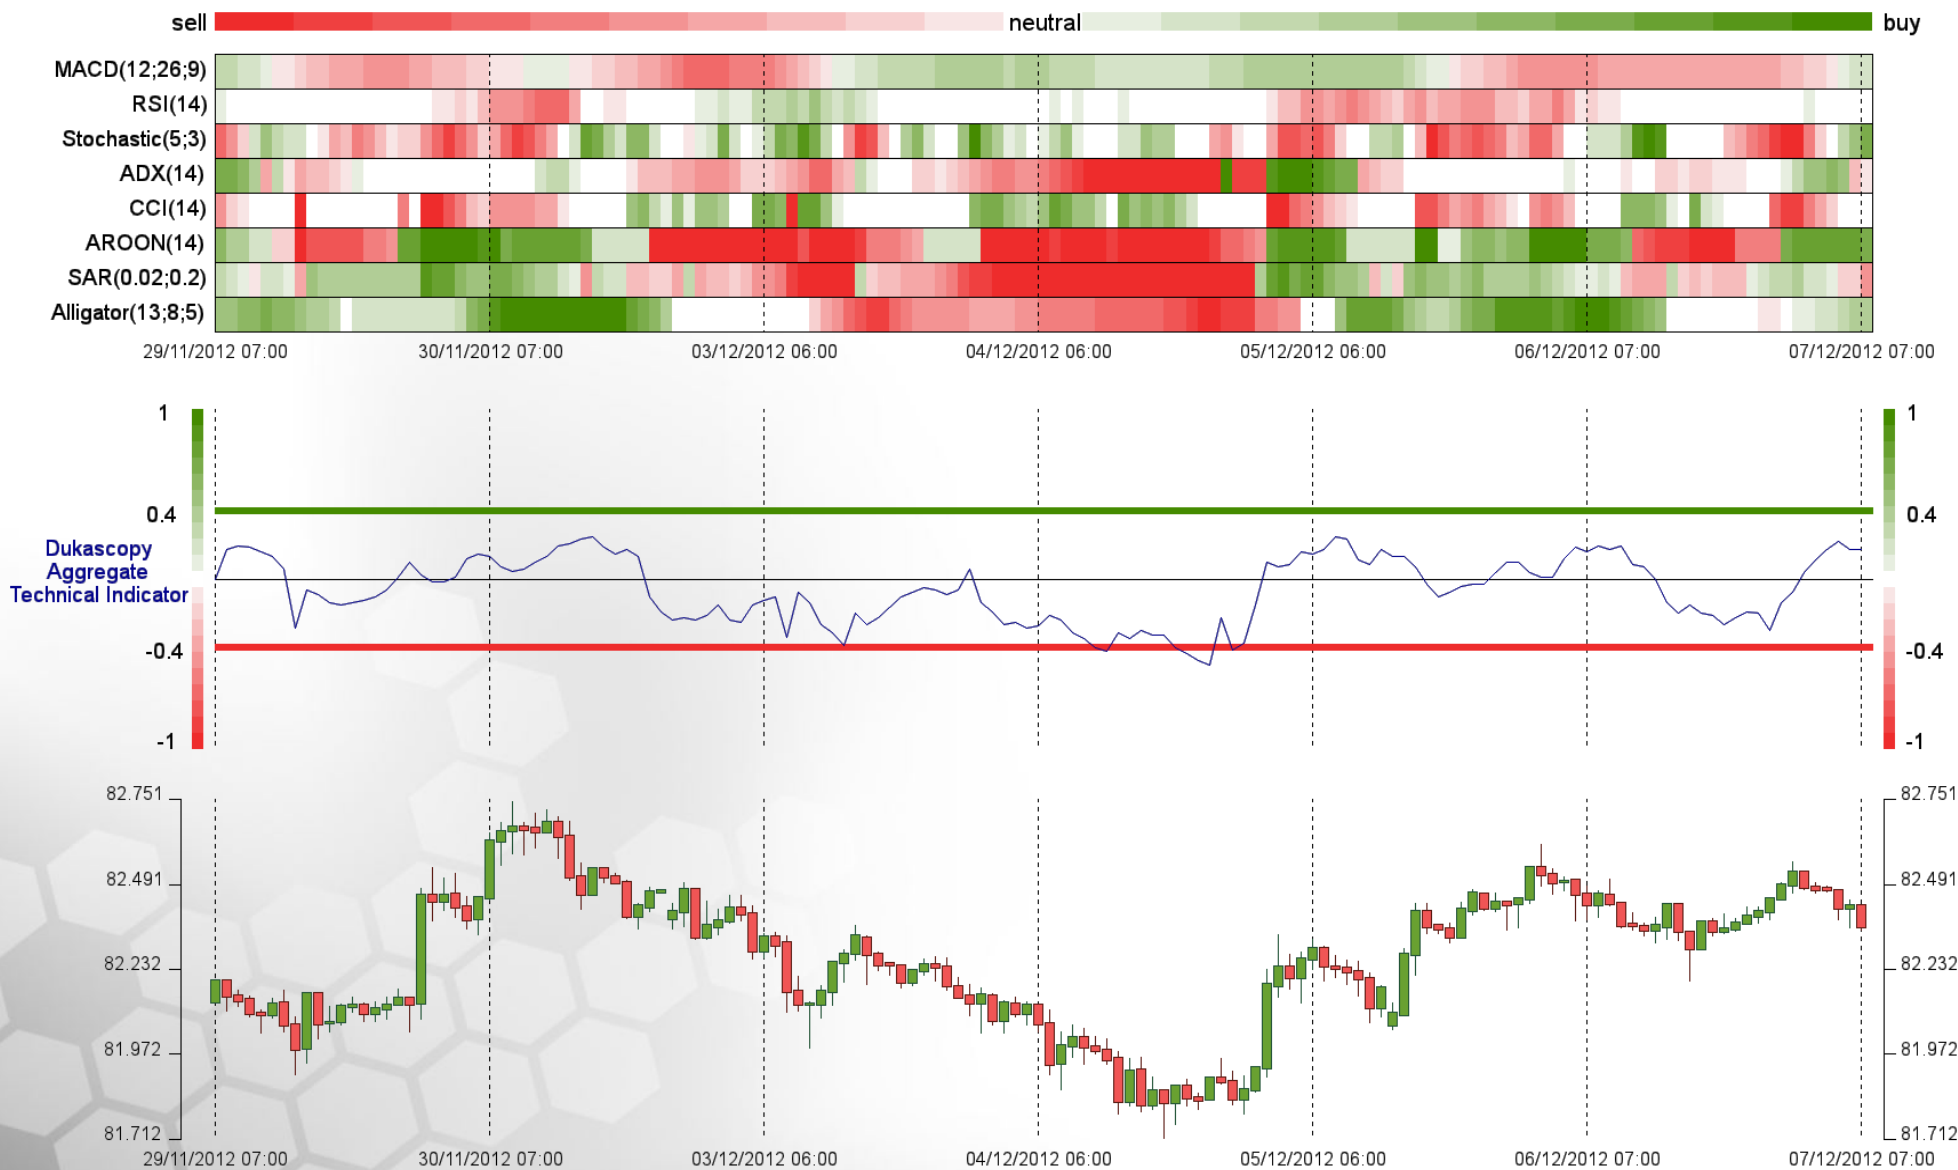 sell neutral buy
MACD(12;26;9)
RSI(14)
Stochastic(5;3)
ADX(14)
CCI(14)
AROON(14)
SAR(0.02;0.2)
Alligator(13;8;5)
29/11/2012 07:00 30/11/2012 07:00 03/12/2012 06:00 04/12/2012 06:00 05/12/2012 06:00 06/12/2012 07:00 07/12/2012 07:00
1 1
0.4 0.4
Dukascopy
Aggregate
Technical Indicator
-0.4 -0.4
-1 -1
82.751 82.751
82.491 82.491
82.232 82.232
81.972 81.972
81.712 81.712
29/11/2012 07:00 30/11/2012 07:00 03/12/2012 06:00 04/12/2012 06:00 05/12/2012 06:00 06/12/2012 07:00 07/12/2012 07:00